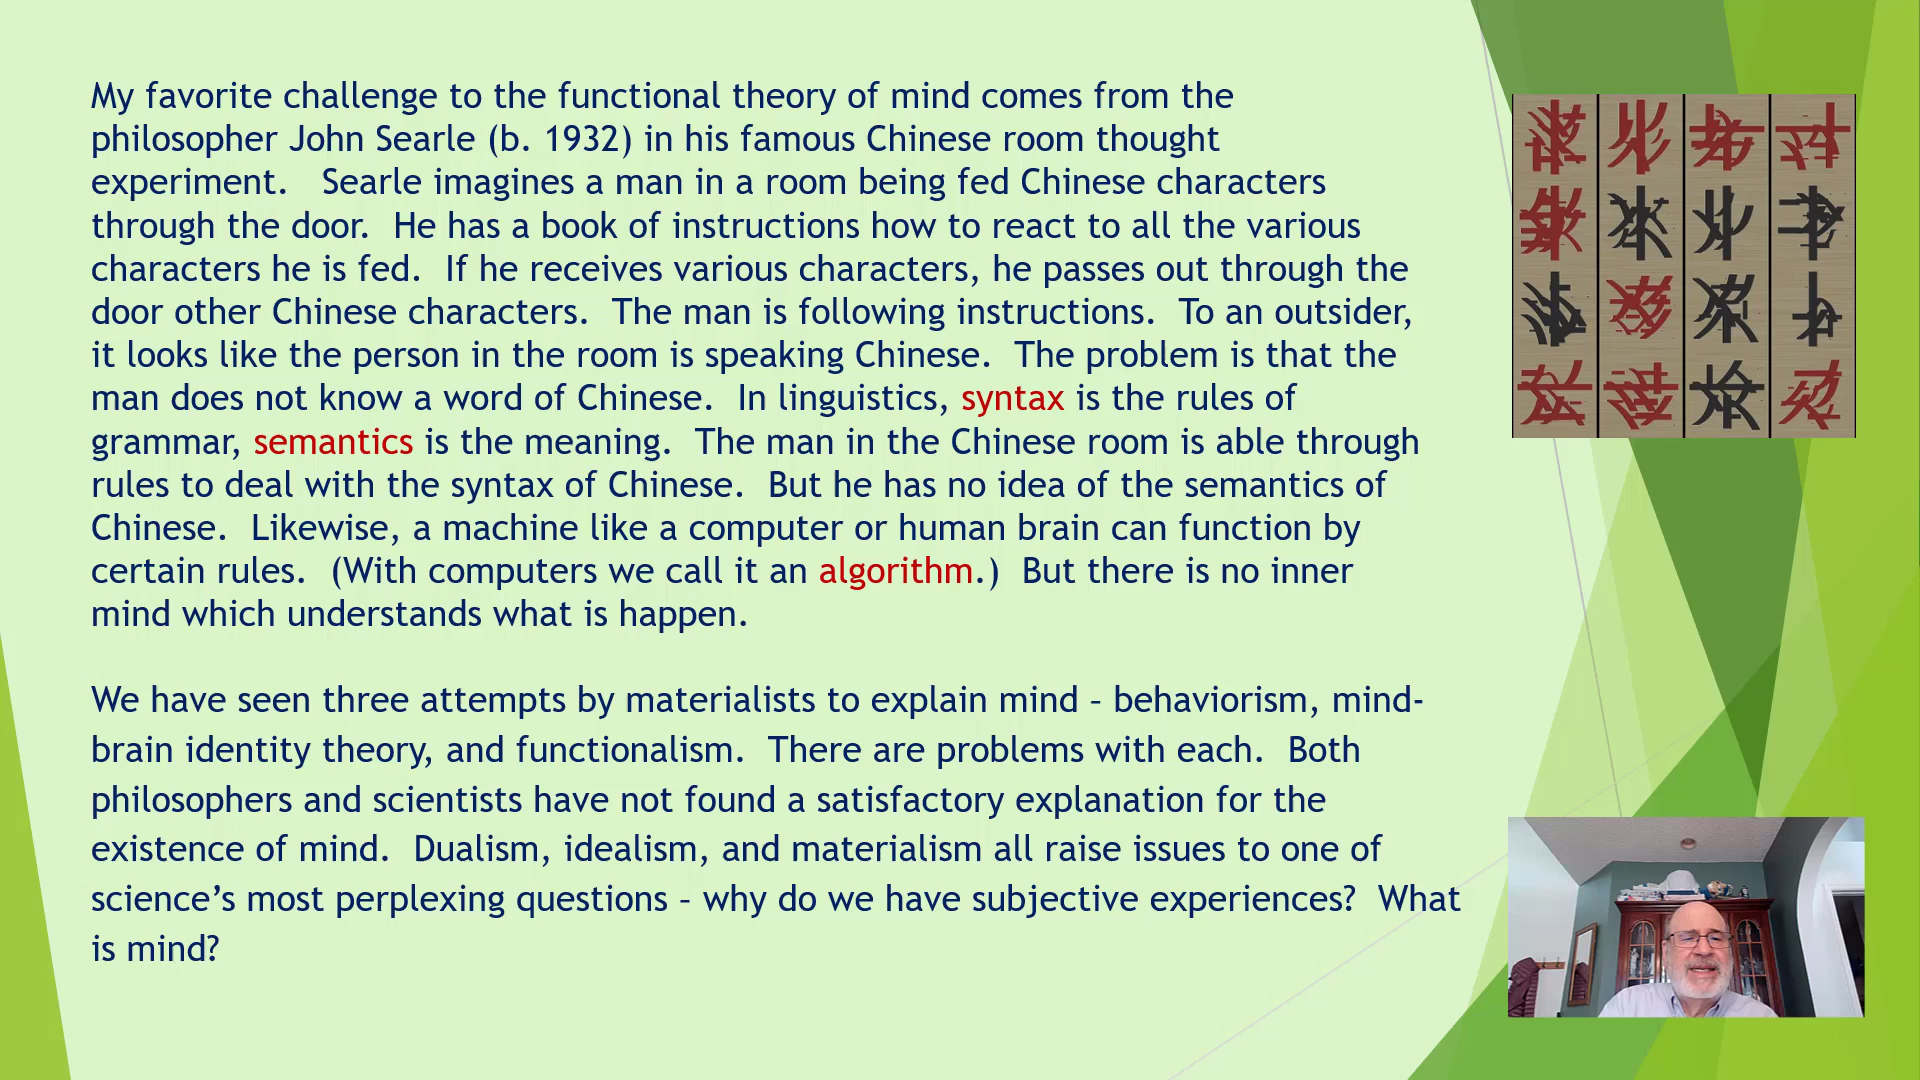 My favorite challenge to the functional theory of mind comes from the
philosopher John Searle (b. 1932) in his famous Chinese room thought
experiment.   Searle imagines a man in a room being fed Chinese characters
through the door.  He has a book of instructions how to react to all the various
characters he is fed.  If he receives various characters, he passes out through the
door other Chinese characters.  The man is following instructions.  To an outsider,
it looks like the person in the room is speaking Chinese.  The problem is that the
man does not know a word of Chinese.  In linguistics, syntax is the rules of
grammar, semantics is the meaning.  The man in the Chinese room is able through
rules to deal with the syntax of Chinese.  But he has no idea of the semantics of
Chinese.  Likewise, a machine like a computer or human brain can function by
certain rules.  (With computers we call it an algorithm.)  But there is no inner
mind which understands what is happen.
We have seen three attempts by materialists to explain mind – behaviorism, mind-
brain identity theory, and functionalism.  There are problems with each.  Both
philosophers and scientists have not found a satisfactory explanation for the
existence of mind.  Dualism, idealism, and materialism all raise issues to one of
science’s most perplexing questions – why do we have subjective experiences?  What
is mind?